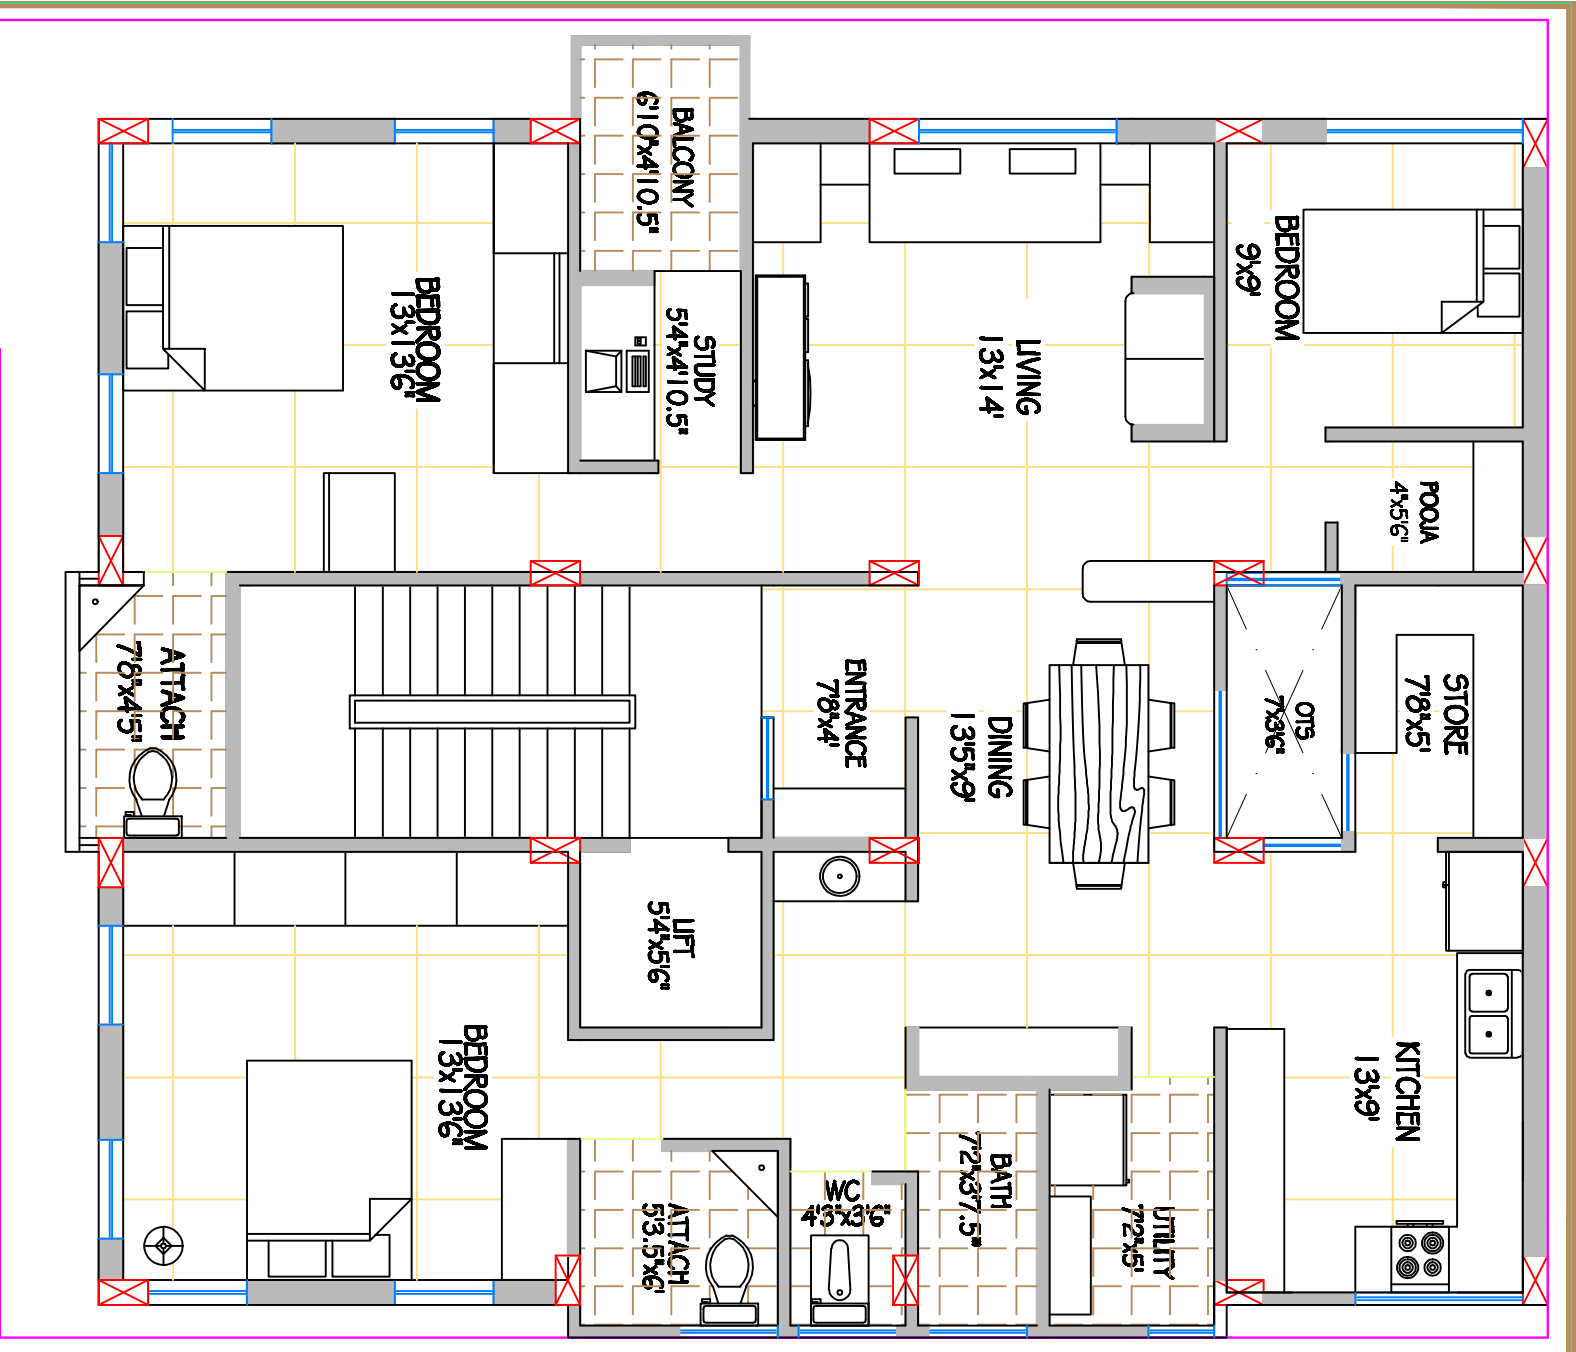 BALCONY
6'10"x4'10.5"
BEDROOM
9'x9'
BEDROOM
13'x13'6"
STUDY
5'4"x4'10.5"
LIVING
13'x14'
POOJA
4'x5'6"
ATTACH
7'6"x4'5"
ENTRANCE
7'8"x4'
DINING
13'5"x9'
OTS
7'x3'6"
STORE
7'8"x5'
LIFT
5'4"x5'6"
BEDROOM
13'x13'6"
KITCHEN
13'x9'
ATTACH
5'3.5"x6'
WC
4'3"x3'6"
BATH
7'2"x3'7.5"
UTILITY
7'2"x5'